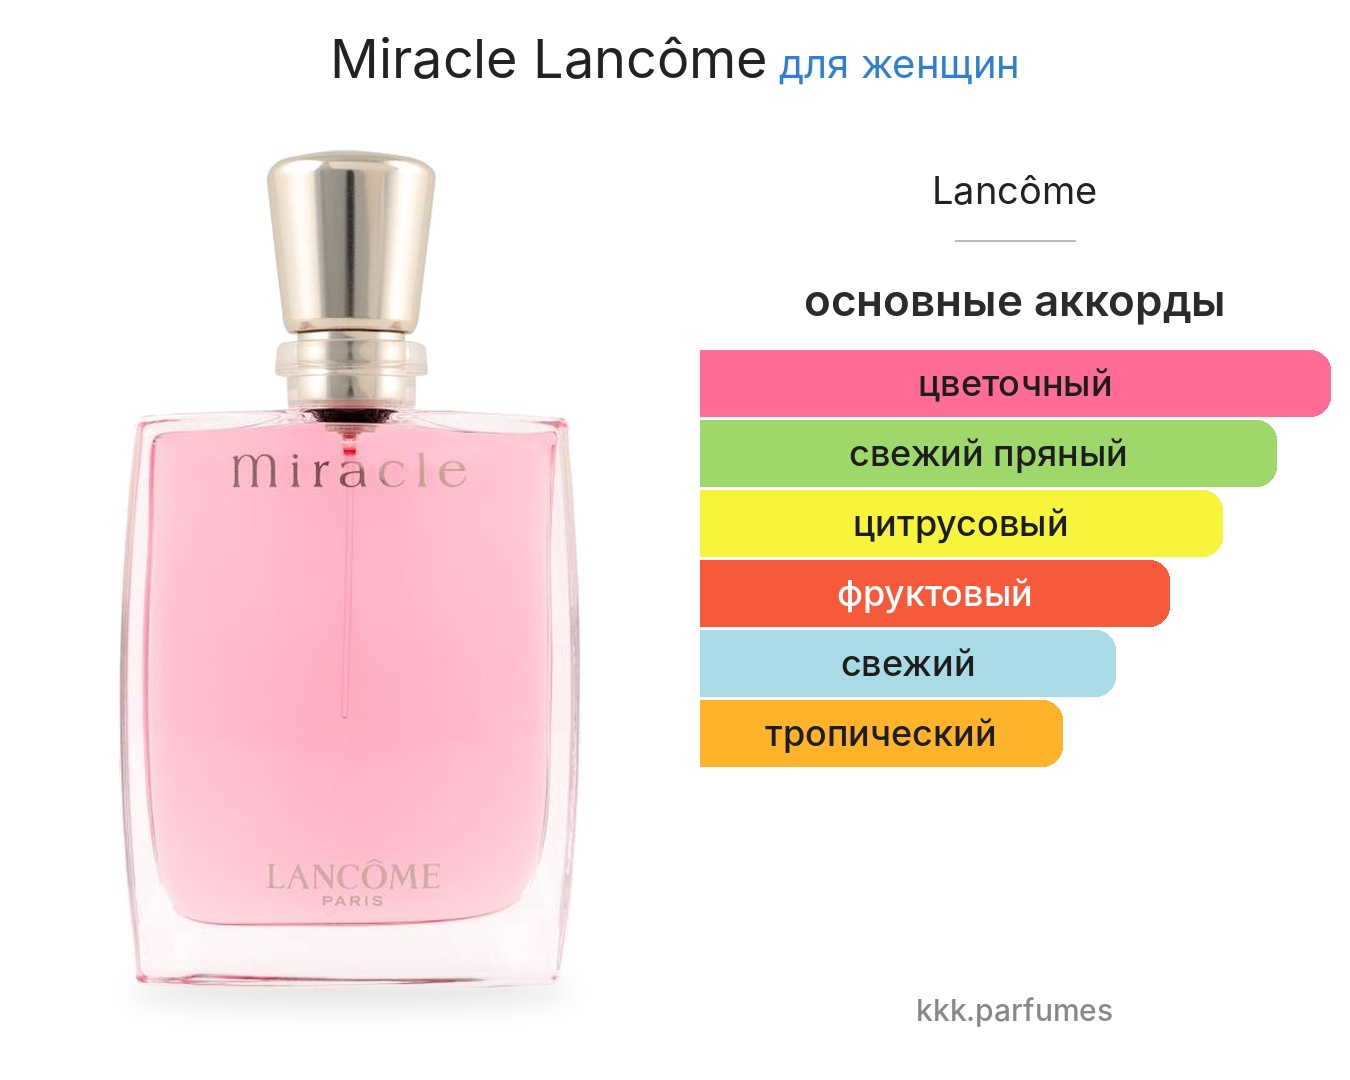 Miracle Lancôme для женщин
miracle
LANCÔME
PARIS
Lancôme
основные аккорды
цветочный
свежий пряный
цитрусовый
фруктовый
свежий
тропический
kkk.parfumes